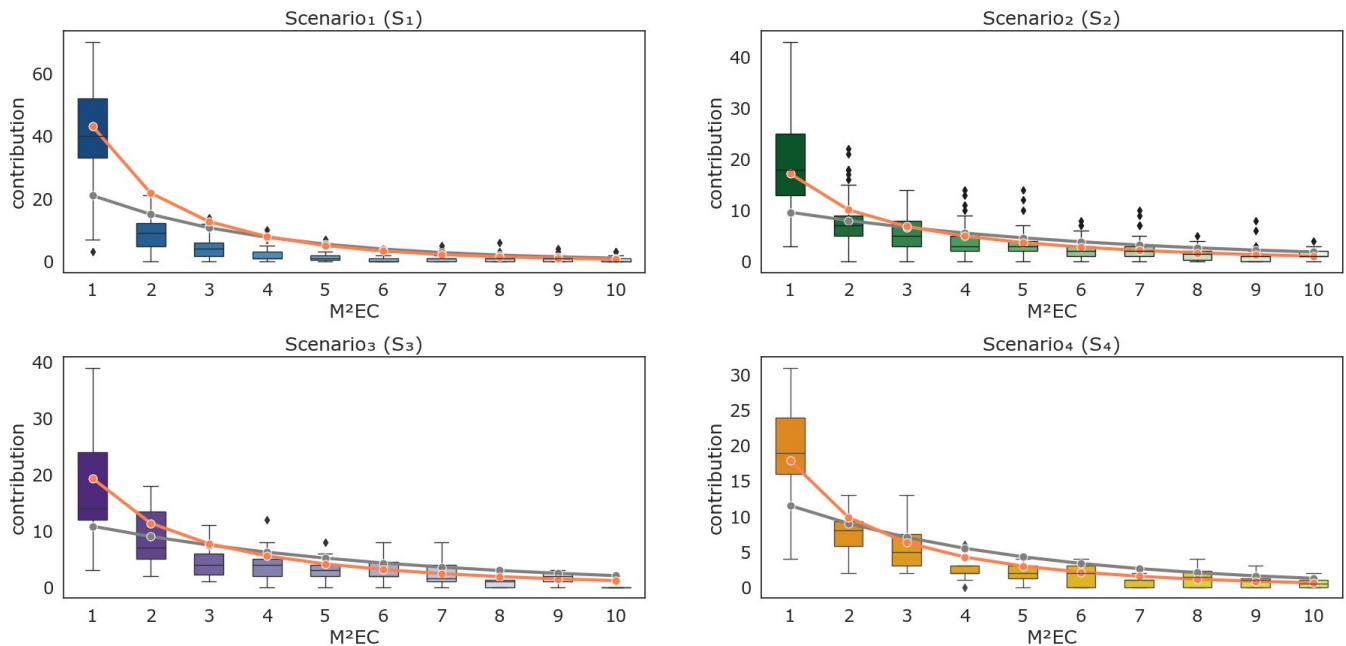 Scenario₁ (S₁)
contribution
60
40
20
0
1 2 3 4 5 6 7 8 9 10
M²EC
Scenario₂ (S₂)
contribution
40
30
20
10
0
1 2 3 4 5 6 7 8 9 10
M²EC
Scenario₃ (S₃)
contribution
40
30
20
10
0
1 2 3 4 5 6 7 8 9 10
M²EC
Scenario₄ (S₄)
contribution
30
25
20
15
10
5
0
1 2 3 4 5 6 7 8 9 10
M²EC